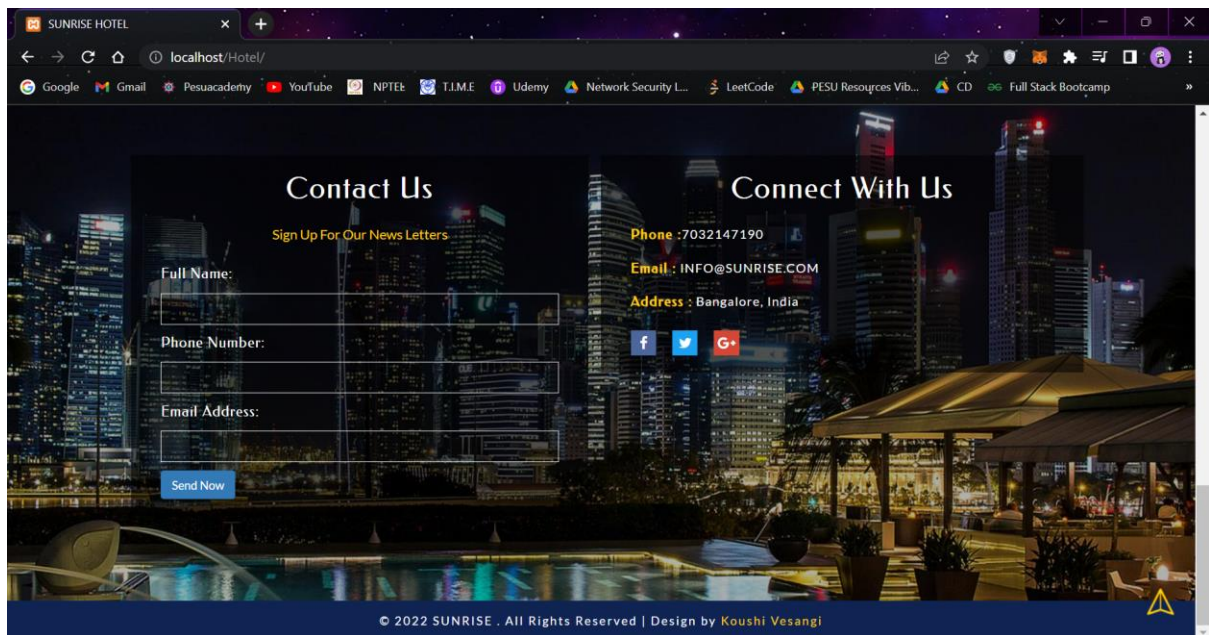 SUNRISE HOTEL
localhost/Hotel/
Google Gmail Pesuacademy YouTube NPTEL T.I.M.E Udemy Network Security L... LeetCode PESU Resources Vib... CD Full Stack Bootcamp »
Contact Us
Sign Up For Our News Letters
Full Name:
Phone Number:
Email Address:
Send Now
Connect With Us
Phone :7032147190
Email : INFO@SUNRISE.COM
Address : Bangalore, India
f G+
© 2022 SUNRISE . All Rights Reserved | Design by Koushi Vesangi